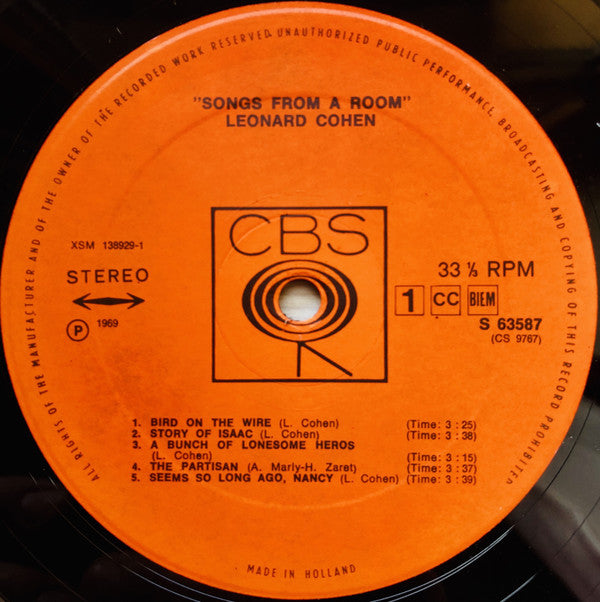 ALL RIGHTS OF THE MANUFACTURER AND OF THE OWNER OF THE RECORDED WORK RESERVED. UNAUTHORIZED PUBLIC PERFORMANCE, BROADCASTING AND COPYING OF THIS RECORD PROHIBITED
"SONGS FROM A ROOM"
LEONARD COHEN
CBS
XSM 138929-1
STEREO
33 ⅓ RPM
1 CC BIEM
℗ 1969
S 63587
(CS 9767)
1. BIRD ON THE WIRE (L. Cohen) (Time: 3 : 25)
2. STORY OF ISAAC (L. Cohen) (Time: 3 : 38)
3. A BUNCH OF LONESOME HEROS
(L. Cohen) (Time: 3 : 15)
4. THE PARTISAN (A. Marly-H. Zaret) (Time: 3 : 37)
5. SEEMS SO LONG AGO, NANCY (L. Cohen) (Time: 3 : 39)
MADE IN HOLLAND